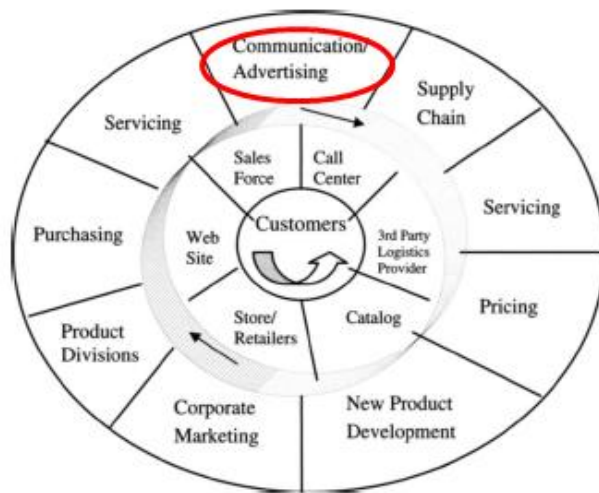 Communication/
Advertising
Supply
Chain
Servicing
Pricing
New Product
Development
Corporate
Marketing
Product
Divisions
Purchasing
Servicing
Sales
Force
Call
Center
3rd Party
Logistics
Provider
Catalog
Store/
Retailers
Web
Site
Customers